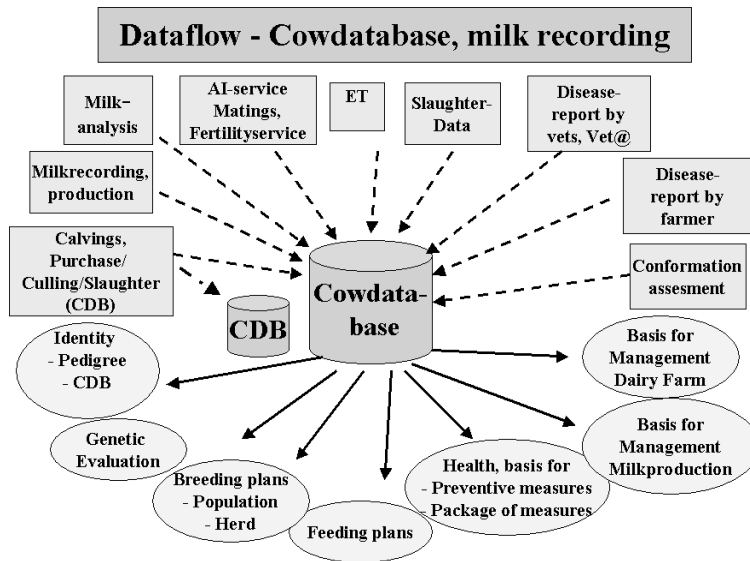 Dataflow - Cowdatabase, milk recording
Milk-
analysis
AI-service
Matings,
Fertilityservice
ET
Slaughter-
Data
Disease-
report by
vets, Vet@
Milkrecording,
production
Disease-
report by
farmer
Calvings,
Purchase/
Culling/Slaughter
(CDB)
Conformation
assesment
CDB
Cowdata-
base
Identity
- Pedigree
- CDB
Basis for
Management
Dairy Farm
Genetic
Evaluation
Basis for
Management
Milkproduction
Breeding plans
- Population
- Herd
Feeding plans
Health, basis for
- Preventive measures
- Package of measures